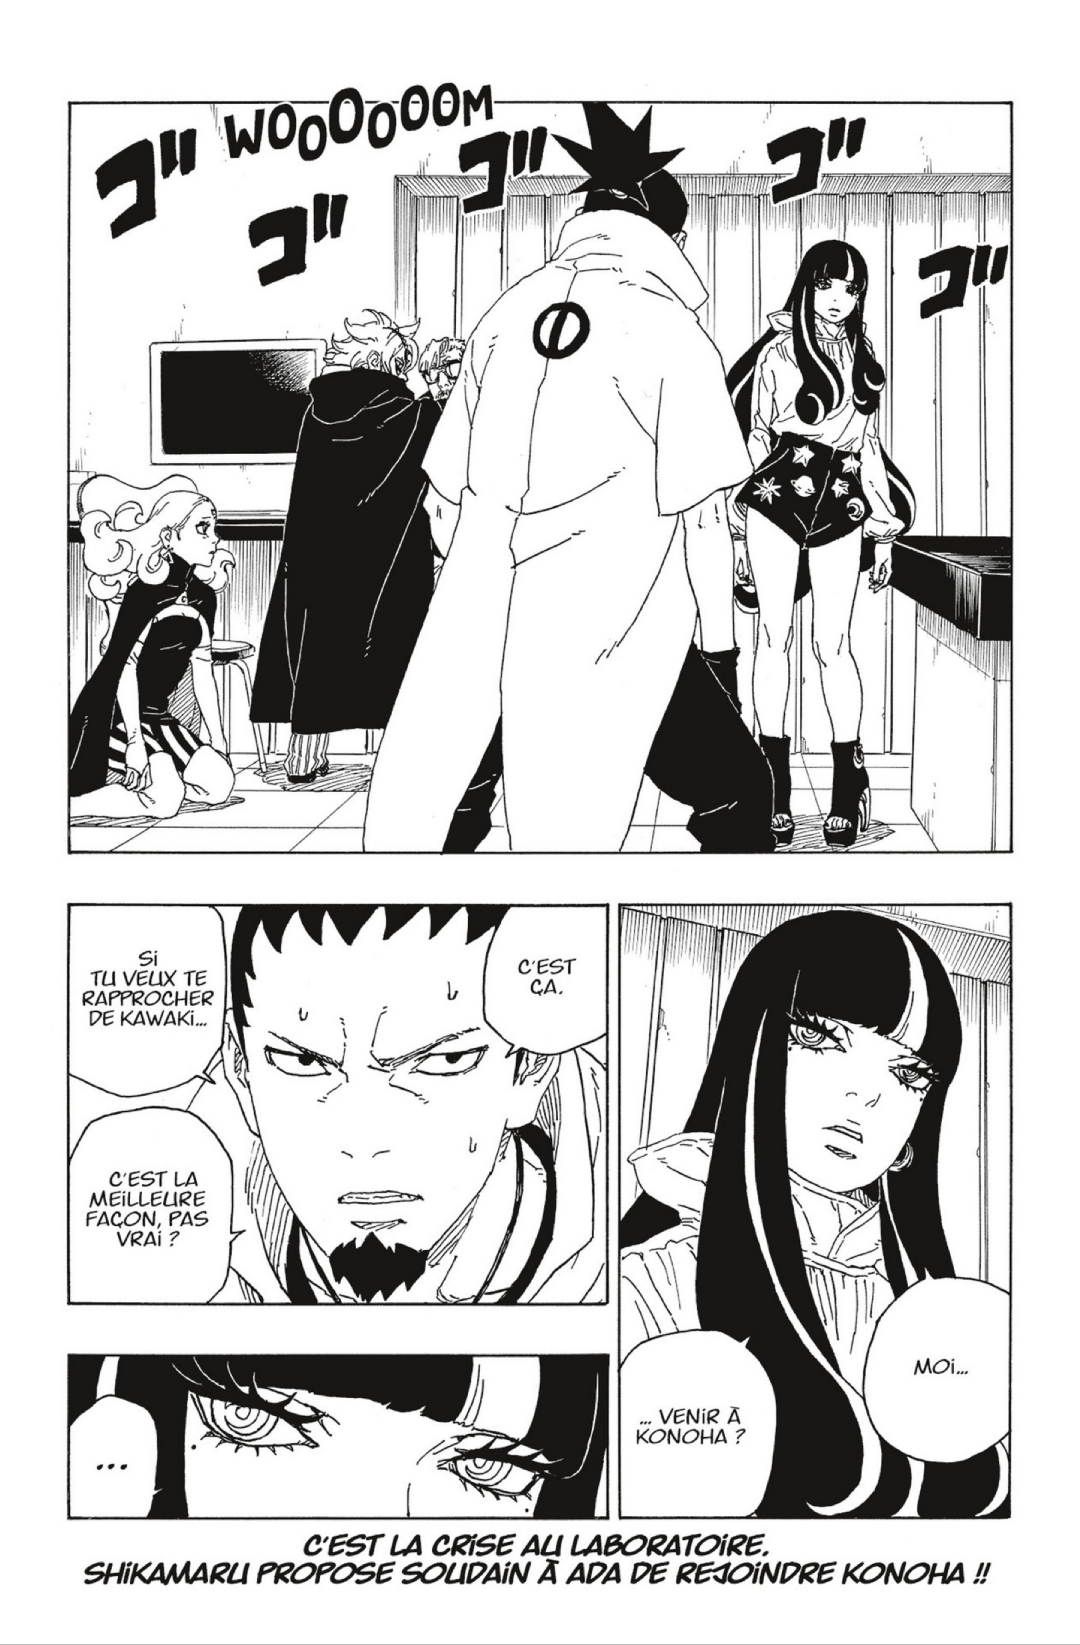 WOOOOOOM
ゴ
ゴ
ゴ
ゴ
ゴ
MOI...
... VENIR À
KONOHA ?
C'EST
ÇA.
SI
TU VEUX TE
RAPPROCHER
DE KAWAKI...
C'EST LA
MEILLEURE
FAÇON, PAS
VRAI ?
...
C'EST LA CRISE AU LABORATOIRE.
SHIKAMARU PROPOSE SOUDAIN À ADA DE REJOINDRE KONOHA !!